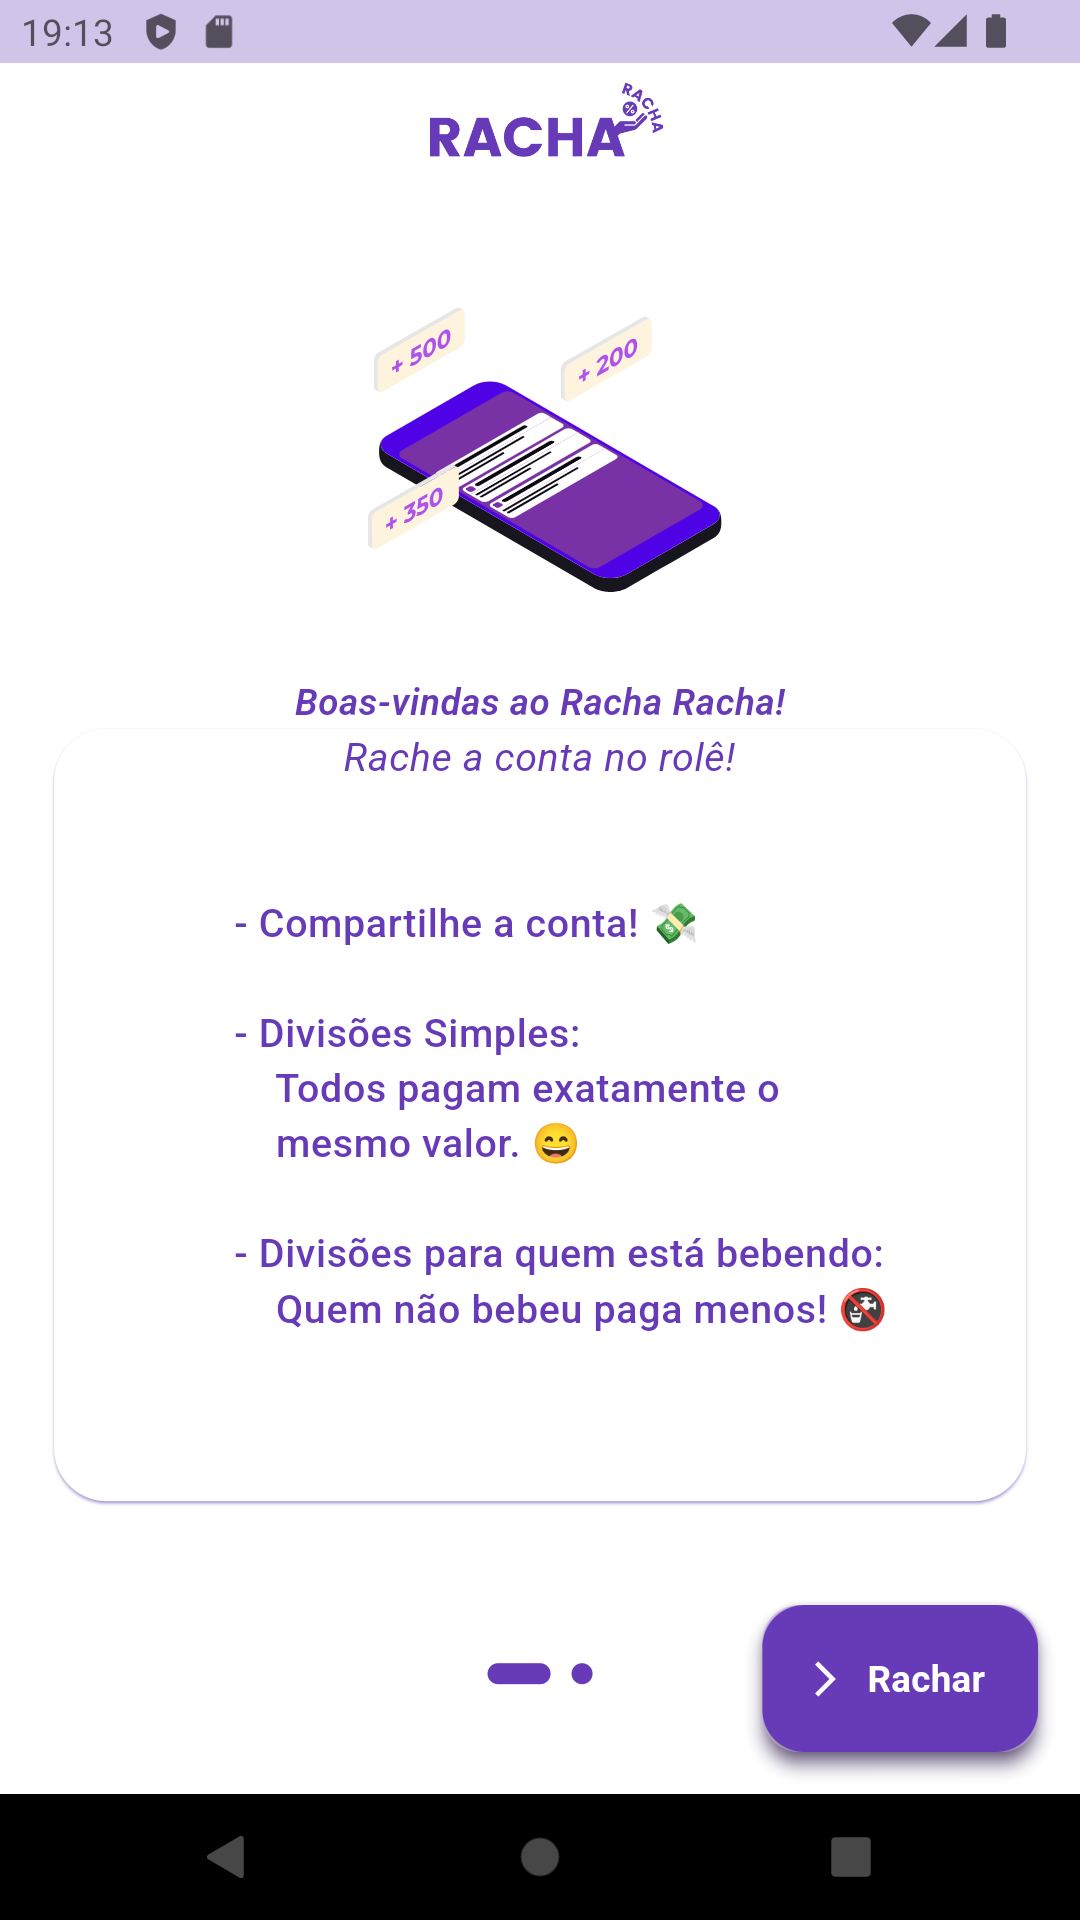 19:13
RACHA
RACHA
%
+ 500
+ 200
+ 350
Boas-vindas ao Racha Racha!
Rache a conta no rolê!
- Compartilhe a conta! 💸
- Divisões Simples:
Todos pagam exatamente o
mesmo valor. 😄
- Divisões para quem está bebendo:
Quem não bebeu paga menos! 🚱
Rachar